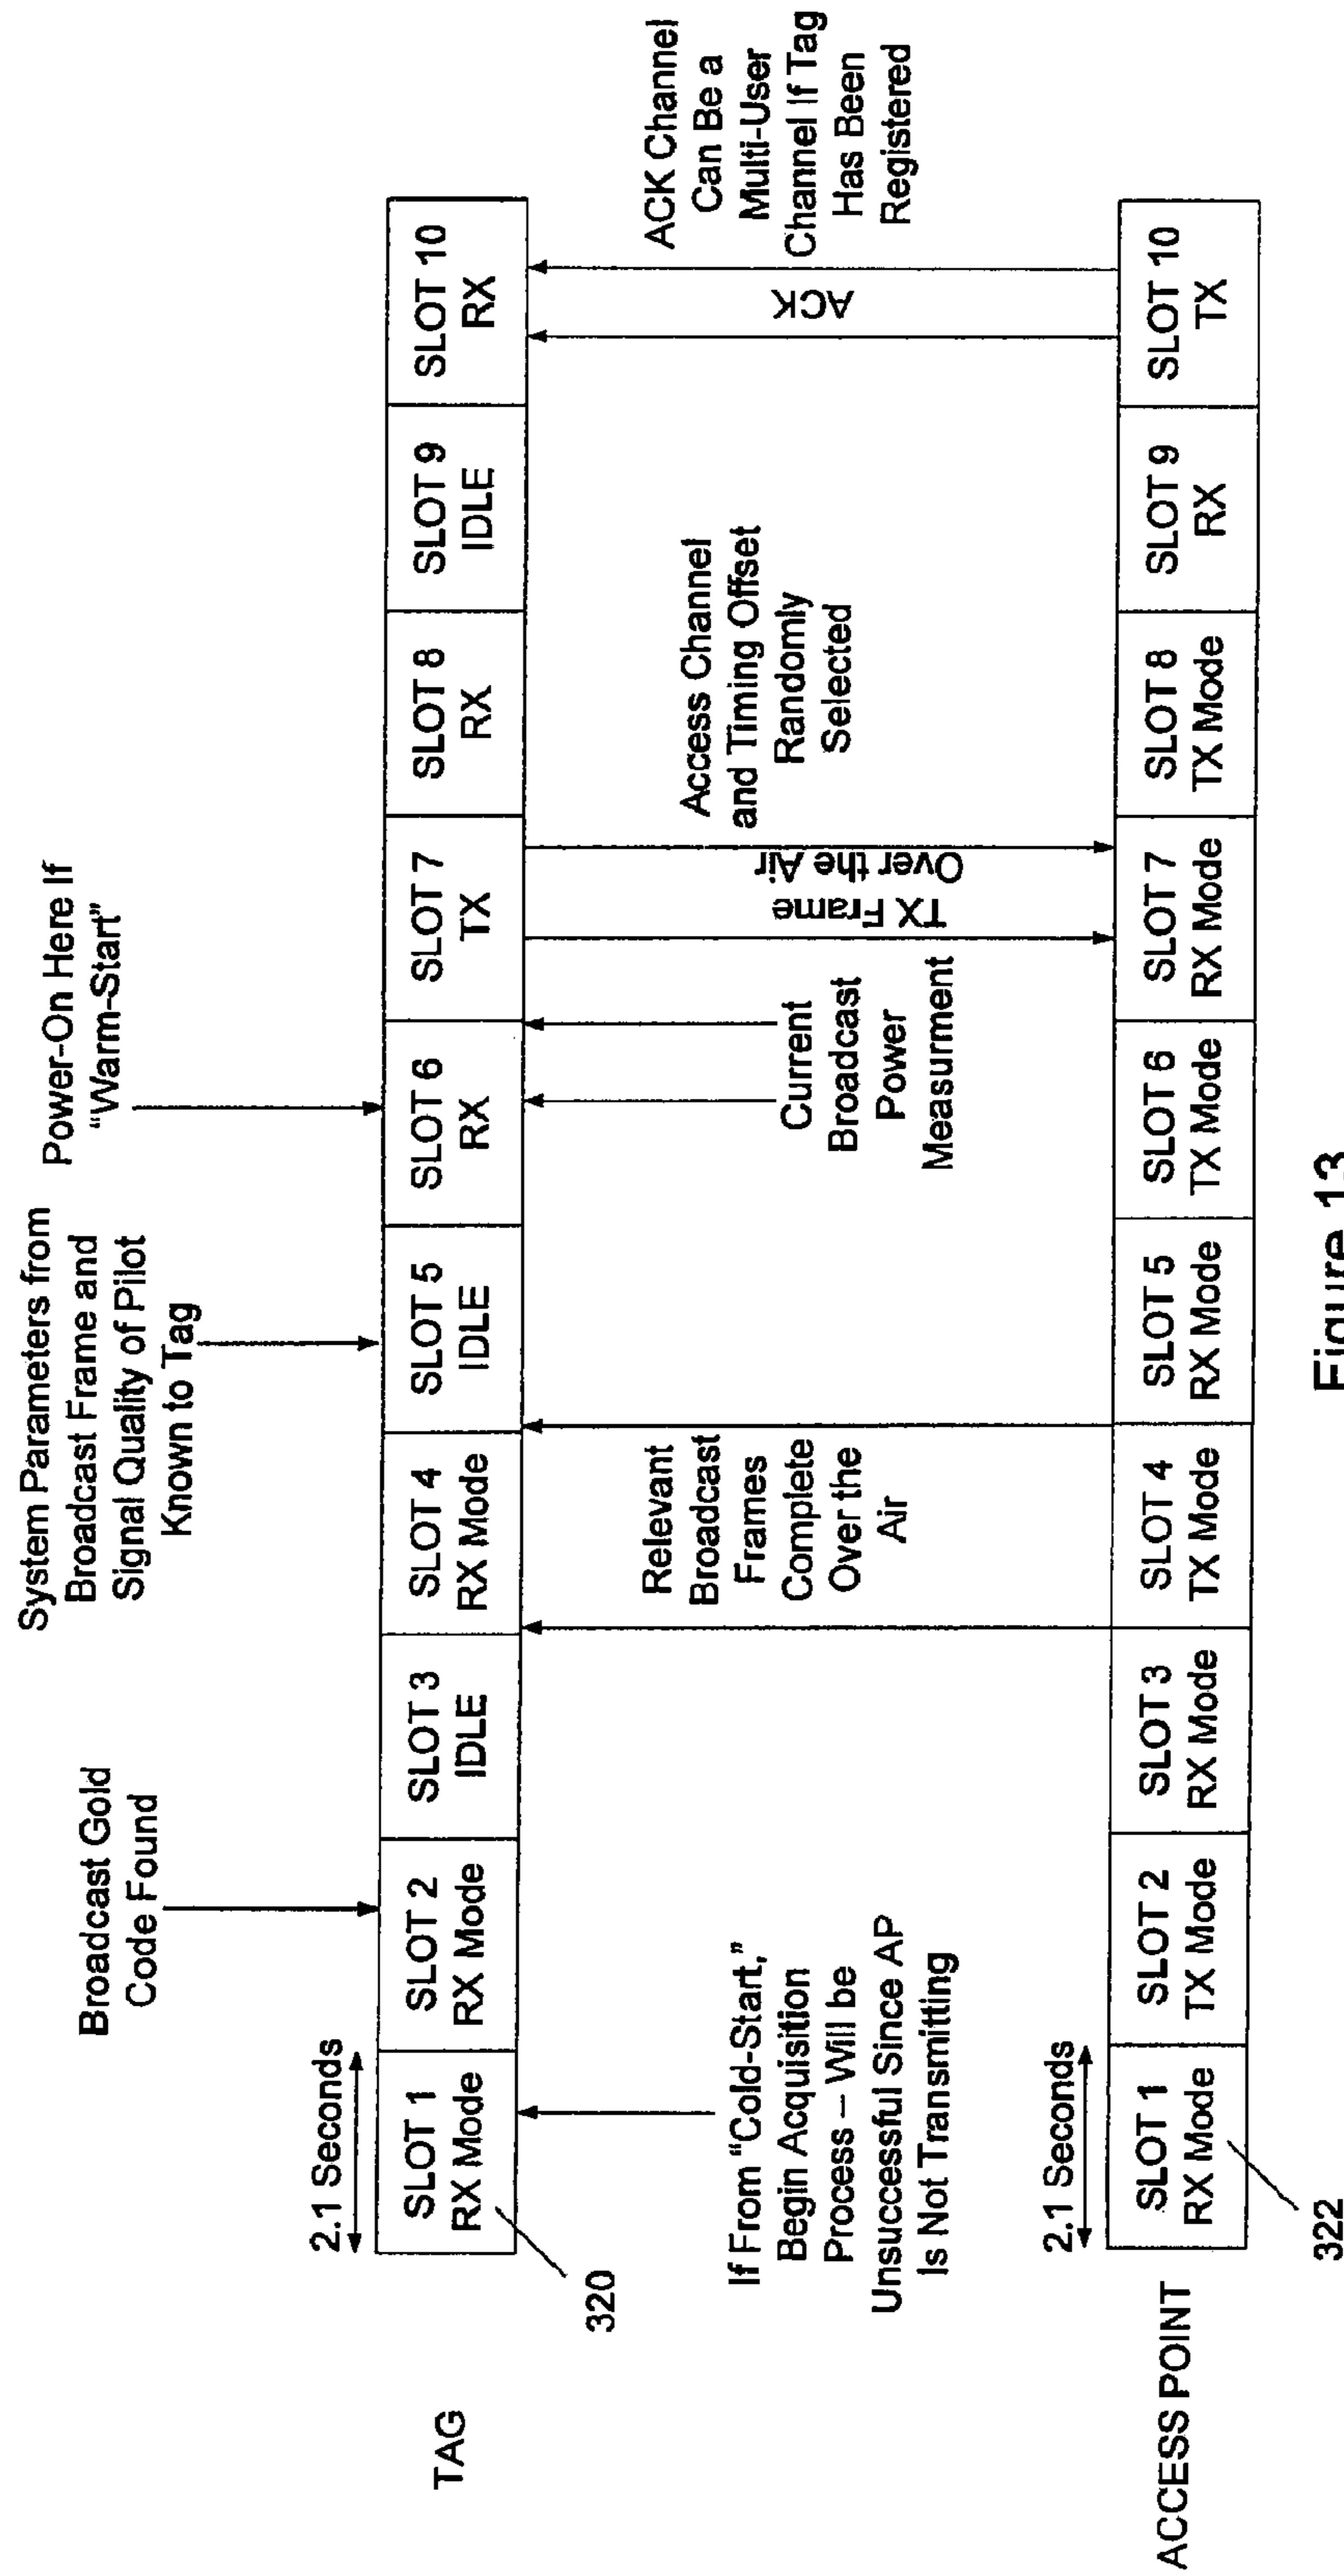 System Parameters from
Broadcast Frame and
Signal Quality of Pilot
Known to Tag
Power-On Here If
"Warm-Start"
Broadcast Gold
Code Found
2.1 Seconds
TAG
SLOT 1
RX Mode
SLOT 2
RX Mode
SLOT 3
IDLE
SLOT 4
RX Mode
SLOT 5
IDLE
SLOT 6
RX
SLOT 7
TX
SLOT 8
RX
SLOT 9
IDLE
SLOT 10
RX
320
If From "Cold-Start,"
Begin Acquisition
Process – Will be
Unsuccessful Since AP
Is Not Transmitting
Relevant
Broadcast
Frames
Complete
Over the
Air
Current
Broadcast
Power
Measurment
TX Frame
Over the Air
Access Channel
and Timing Offset
Randomly
Selected
ACK
ACK Channel
Can Be a
Multi-User
Channel If Tag
Has Been
Registered
2.1 Seconds
ACCESS POINT
SLOT 1
RX Mode
SLOT 2
TX Mode
SLOT 3
RX Mode
SLOT 4
TX Mode
SLOT 5
RX Mode
SLOT 6
TX Mode
SLOT 7
RX Mode
SLOT 8
TX Mode
SLOT 9
RX
SLOT 10
TX
322
Figure 13